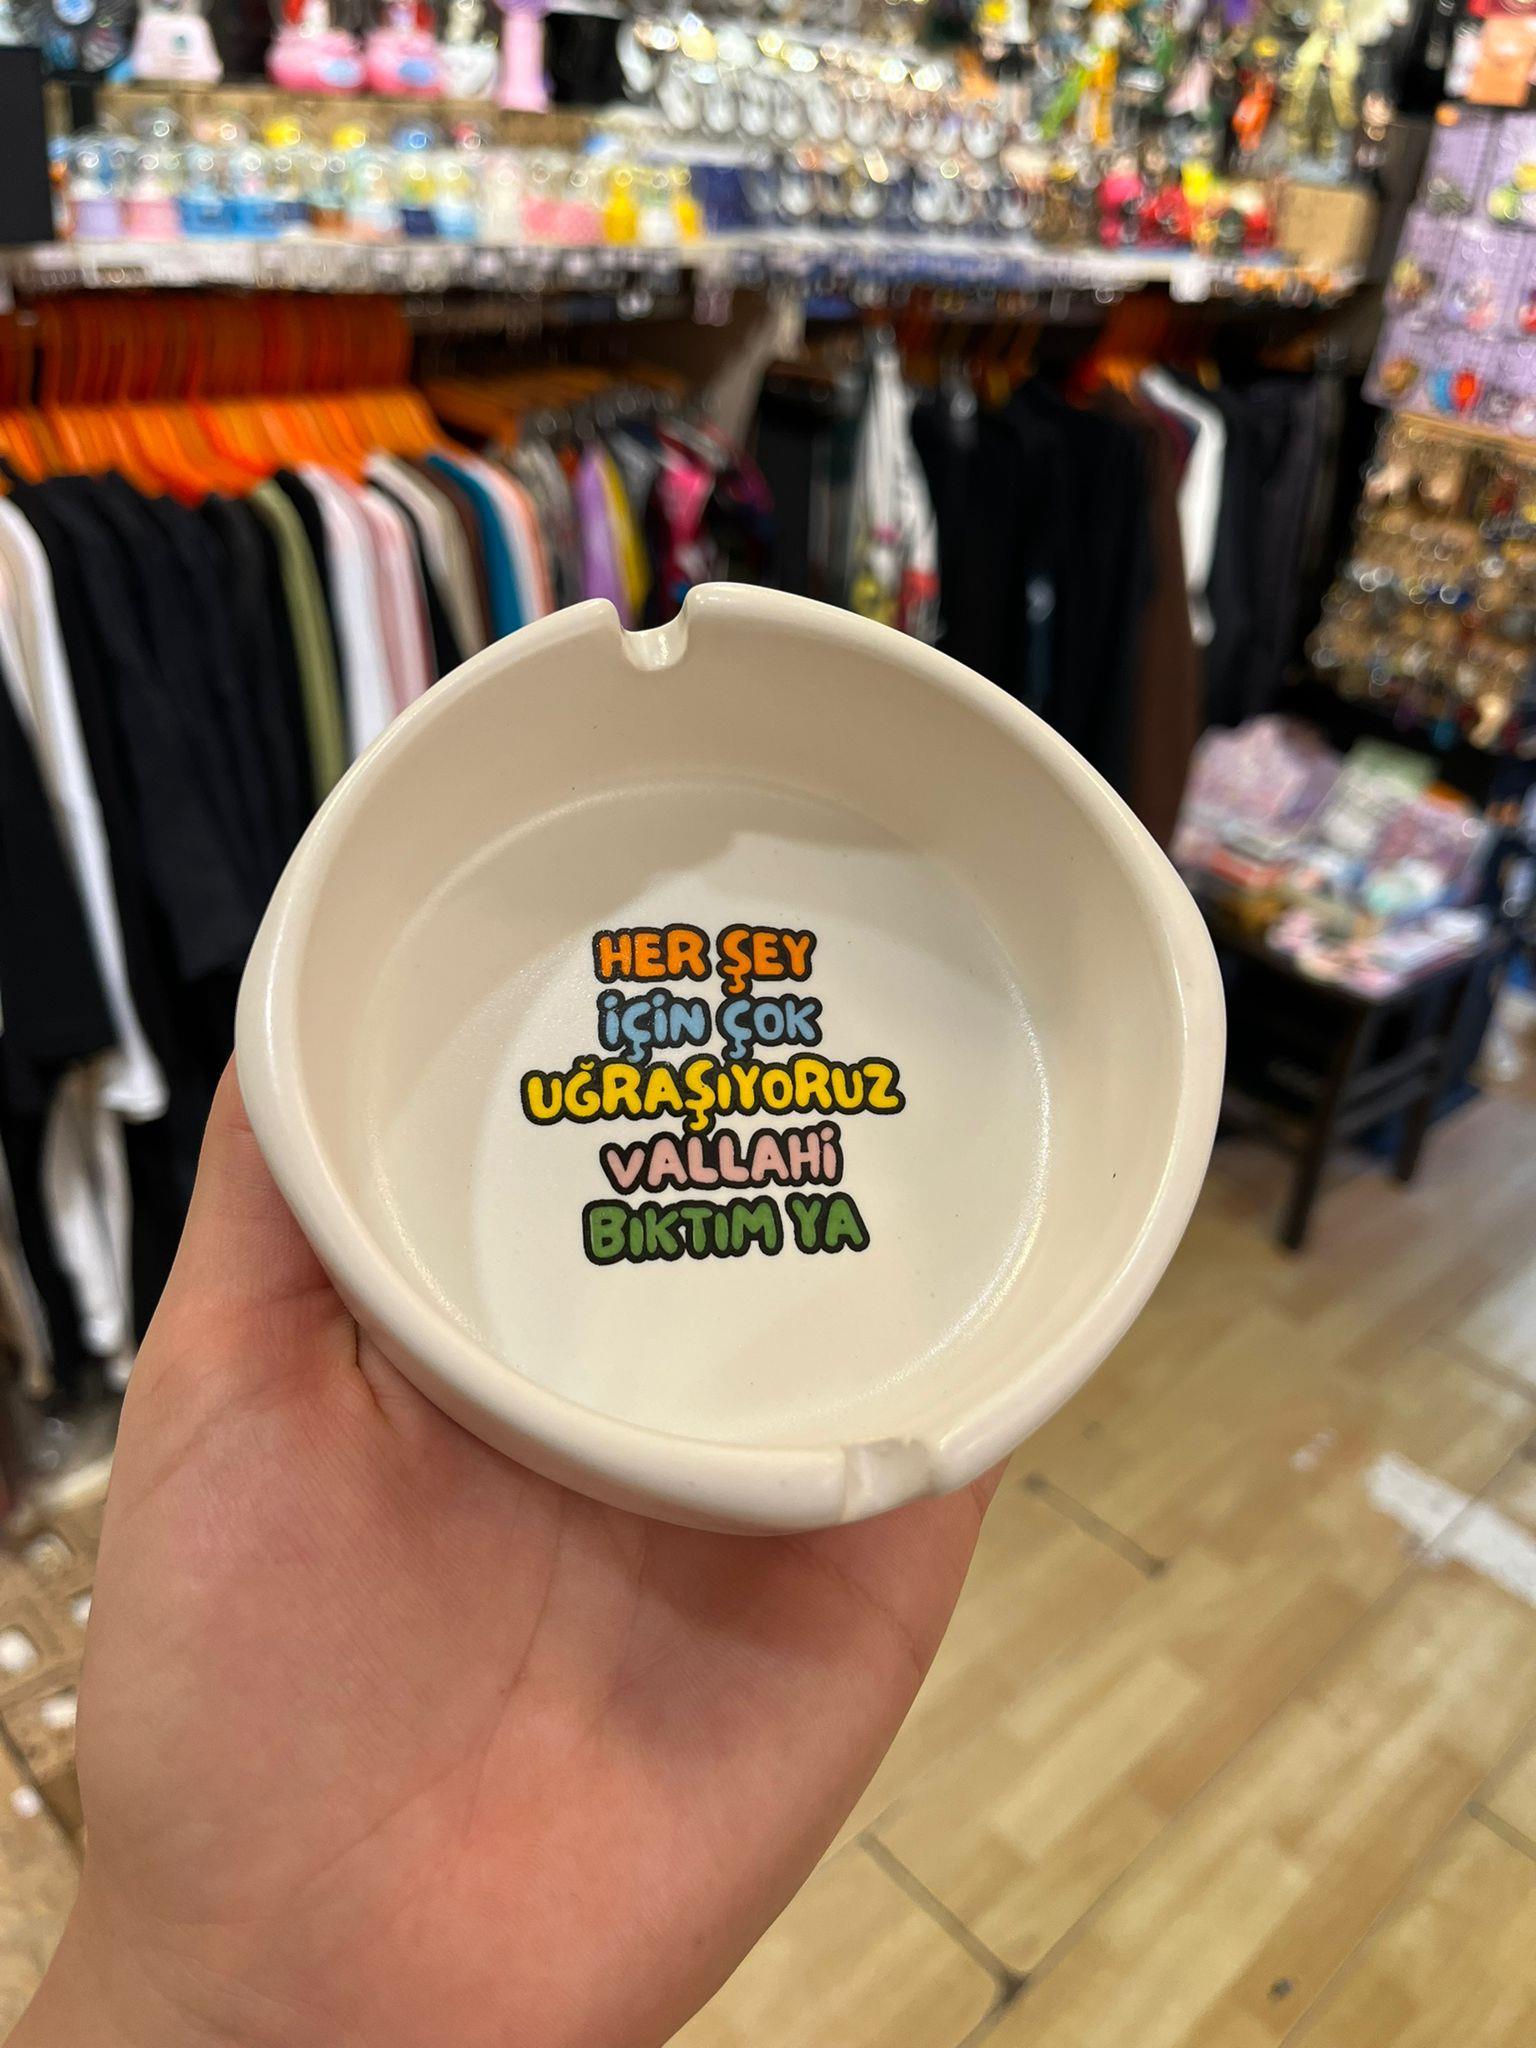 HER ŞEY
İÇİN ÇOK
UĞRAŞIYORUZ
VALLAHİ
BIKTIM YA